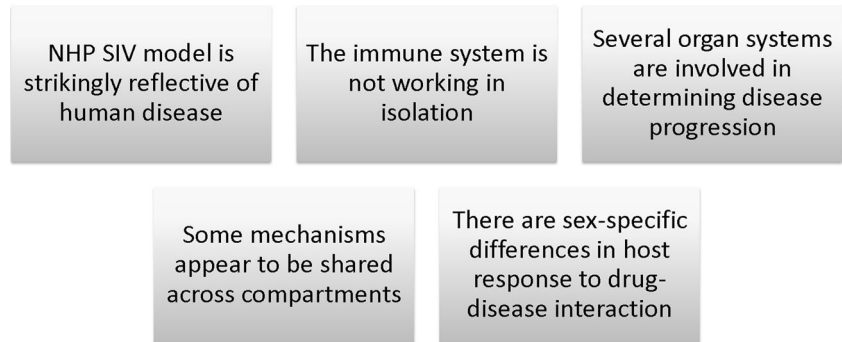 NHP SIV model is
strikingly reflective of
human disease
The immune system is
not working in
isolation
Several organ systems
are involved in
determining disease
progression
Some mechanisms
appear to be shared
across compartments
There are sex-specific
differences in host
response to drug-
disease interaction